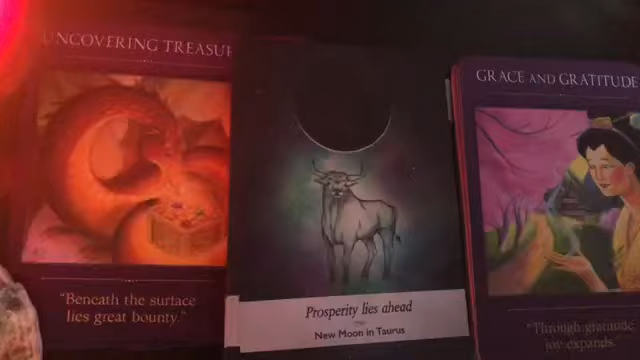 UNCOVERING TREASUR
"Beneath the surface
lies great bounty."
Prosperity lies ahead
New Moon in Taurus
GRACE AND GRATITUDE
"Through gratitude
joy expands."